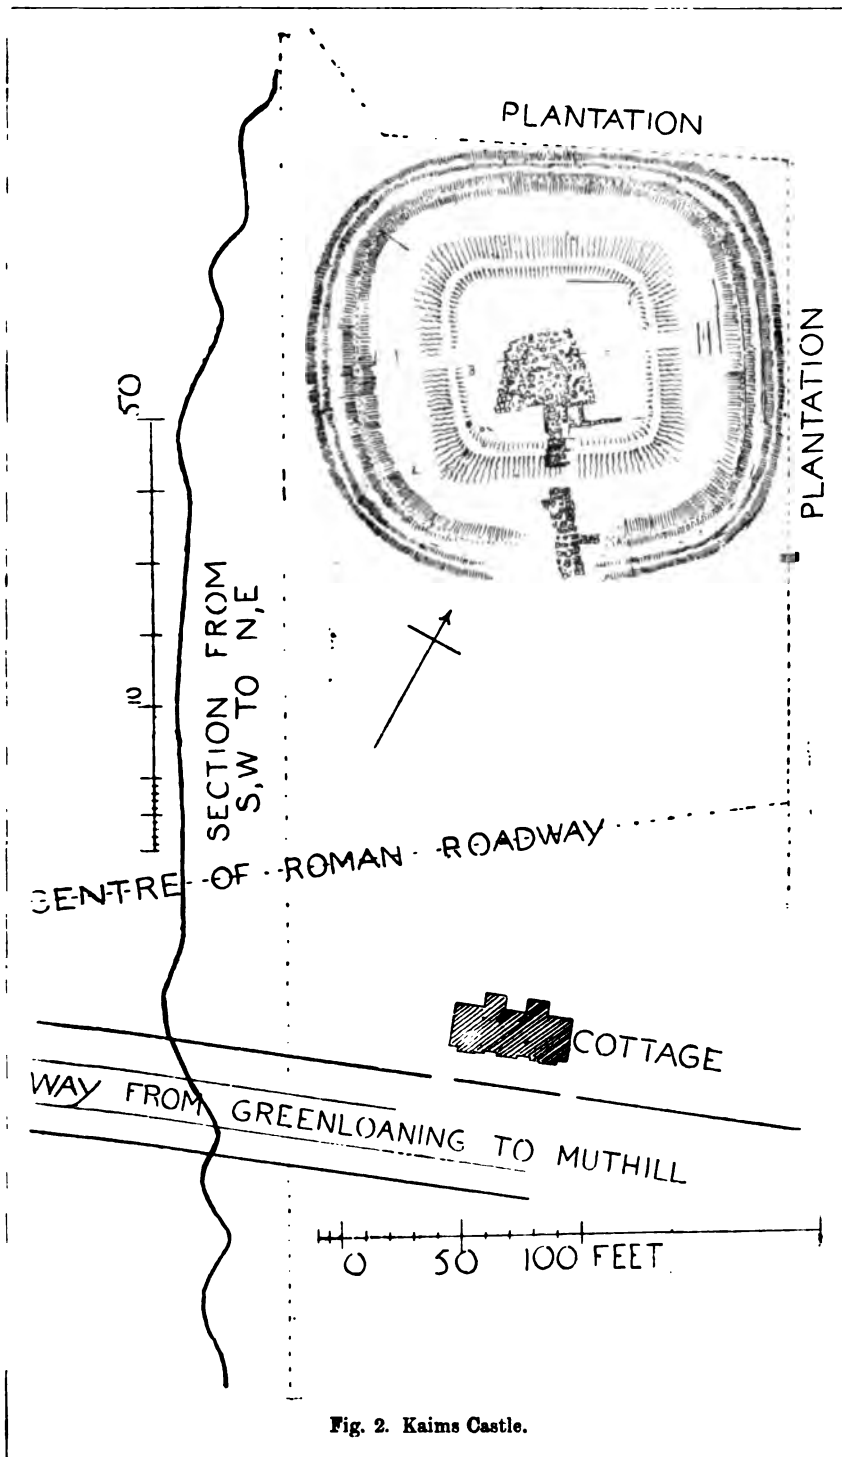 PLANTATION
PLANTATION
50
10
SECTION FROM
S,W TO N,E
CENTRE OF ROMAN ROADWAY
COTTAGE
WAY FROM GREENLOANING TO MUTHILL
0 50 100 FEET
Fig. 2. Kaims Castle.